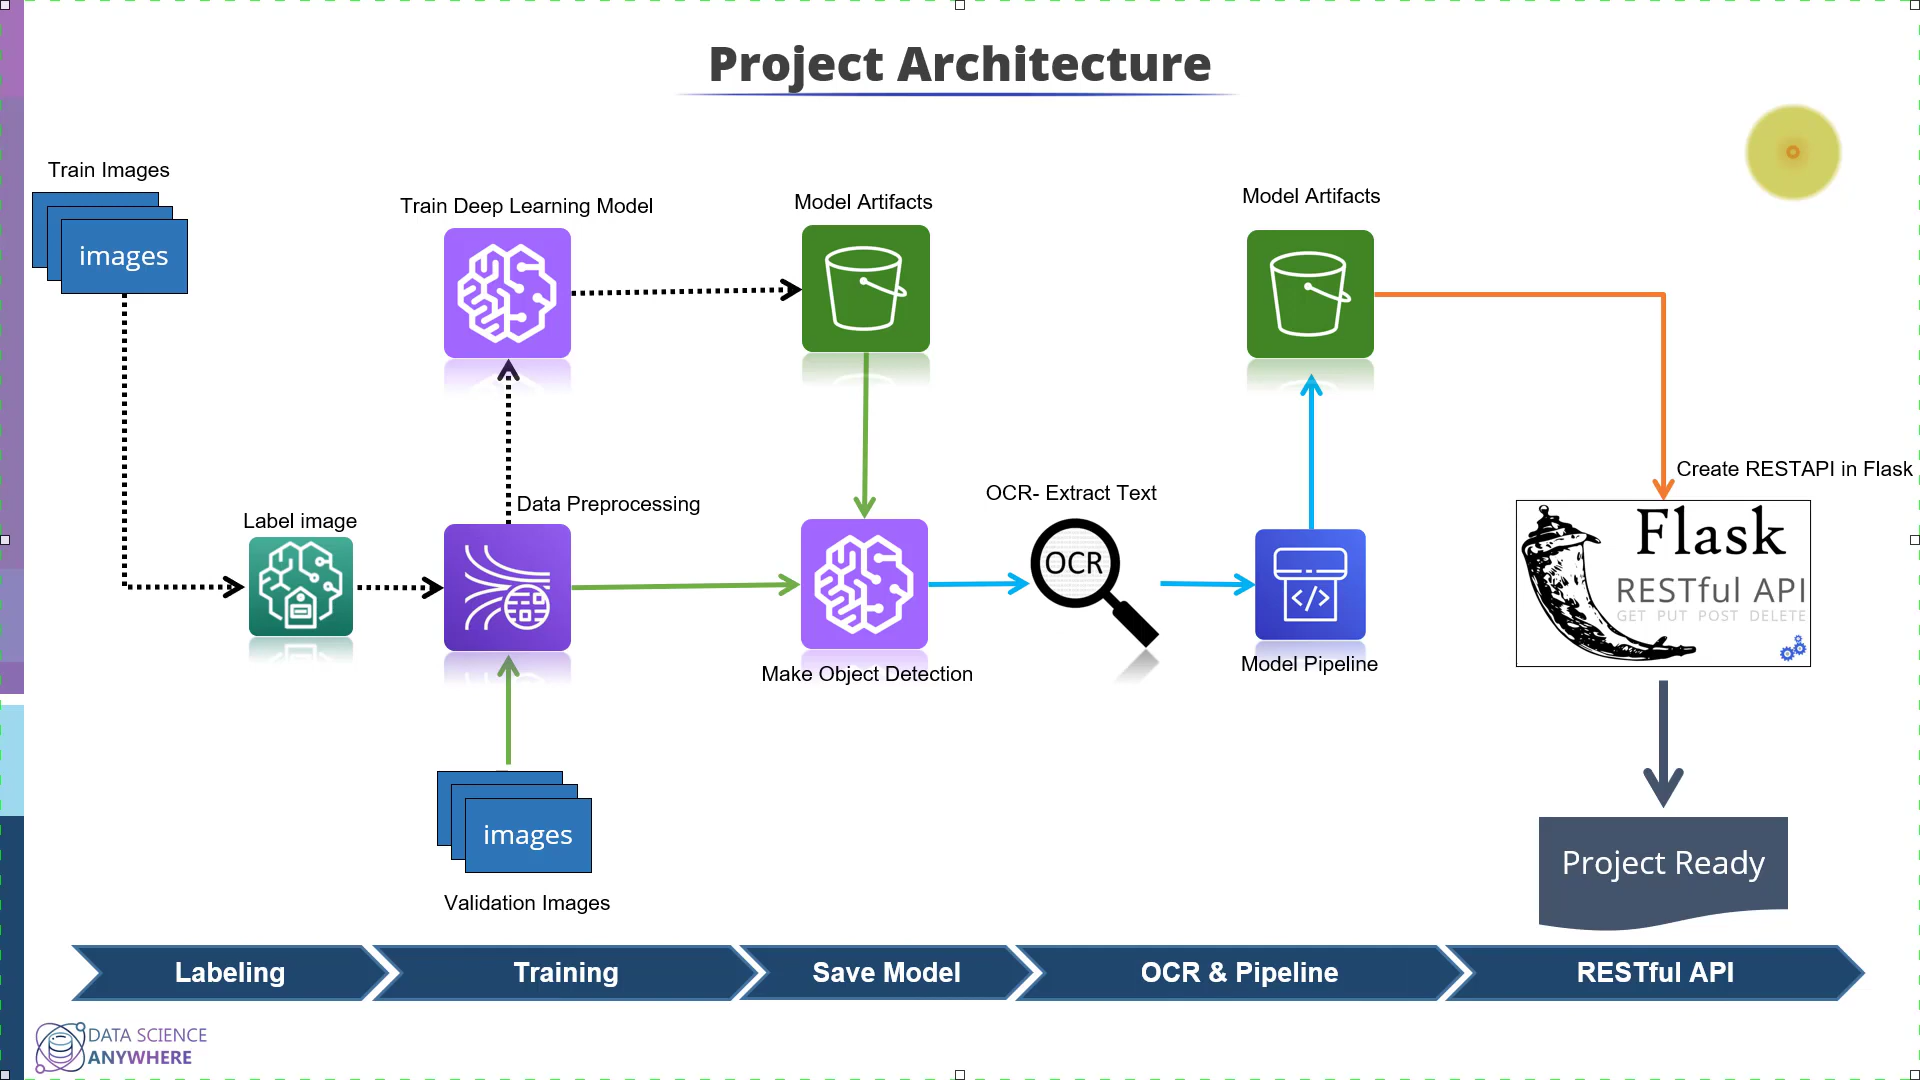 Project Architecture
Train Images
images
Train Deep Learning Model
Model Artifacts
Model Artifacts
Create RESTAPI in Flask
OCR- Extract Text
Data Preprocessing
Label image
OCR
Flask
RESTful API
GET PUT POST DELETE
</>
Make Object Detection
Model Pipeline
images
Validation Images
Project Ready
Labeling
Training
Save Model
OCR & Pipeline
RESTful API
DATA SCIENCE
ANYWHERE